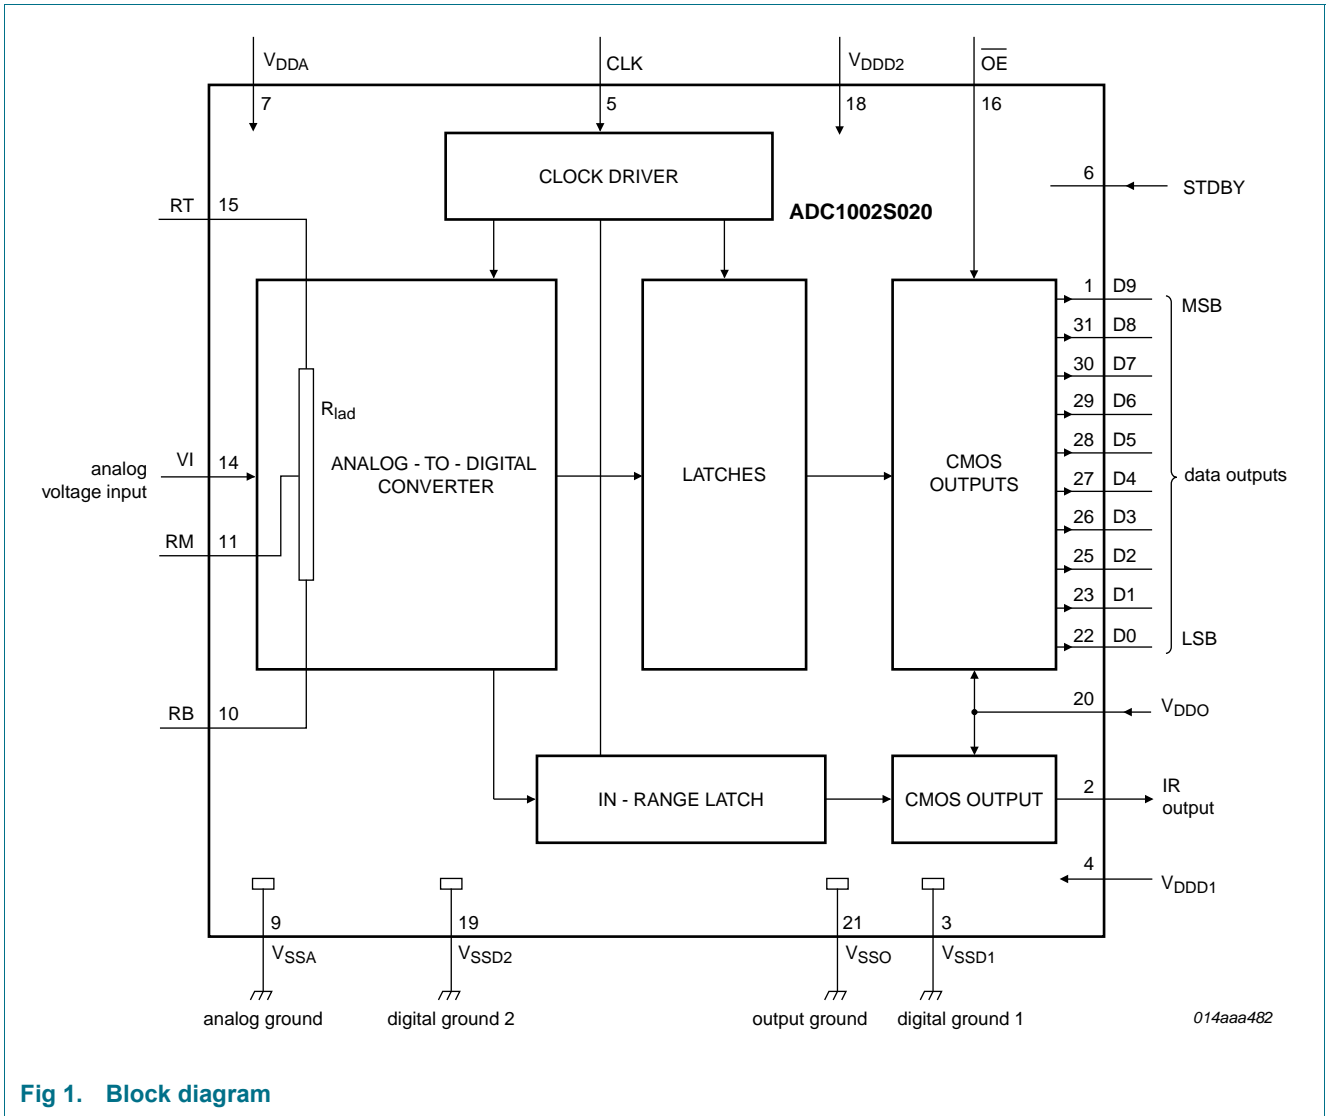 VDDA
CLK
VDDD2
OE
7
5
18
16
CLOCK DRIVER
ADC1002S020
6
STDBY
RT
15
1
D9
MSB
31
D8
30
D7
29
D6
28
D5
27
D4
26
D3
25
D2
23
D1
22
D0
LSB
data outputs
Rlad
ANALOG - TO - DIGITAL
CONVERTER
LATCHES
CMOS
OUTPUTS
VI
14
analog
voltage input
RM
11
RB
10
20
VDDO
IN - RANGE LATCH
CMOS OUTPUT
2
IR
output
4
VDDD1
9
19
21
3
VSSA
VSSD2
VSSO
VSSD1
analog ground
digital ground 2
output ground
digital ground 1
014aaa482
Fig 1. Block diagram